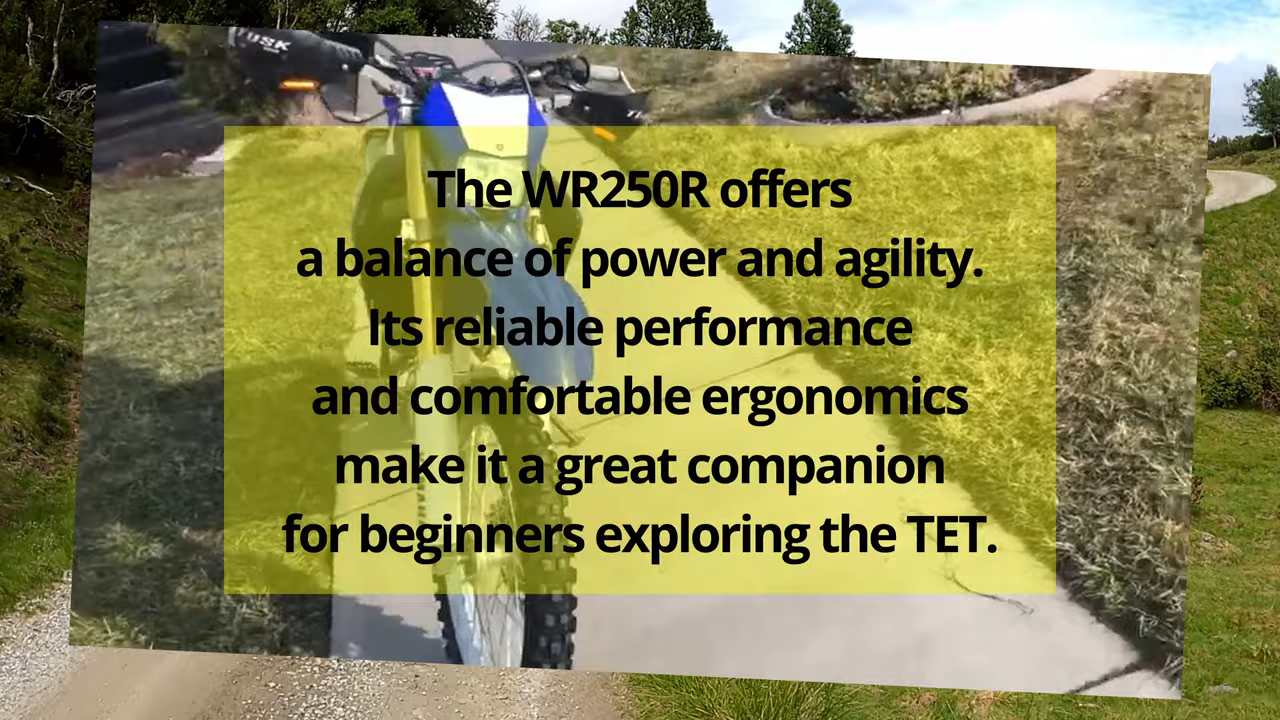 TUSK
The WR250R offers
a balance of power and agility.
Its reliable performance
and comfortable ergonomics
make it a great companion
for beginners exploring the TET.